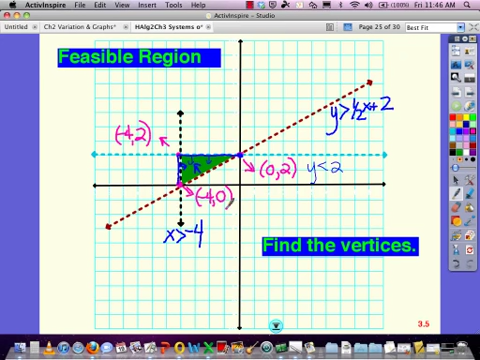 ActivInspire File Edit View Insert Tools Help
(100%) Fri 11:46 AM
ActivInspire - Studio
Untitled Ch2 Variation & Graphs* HAlg2Ch3 Systems o* Page 25 of 30 Best Fit
Feasible Region
y>½x+2
(-4,2)
(0,2) y<2
(-4,0)
x>-4
Find the vertices.
3.5